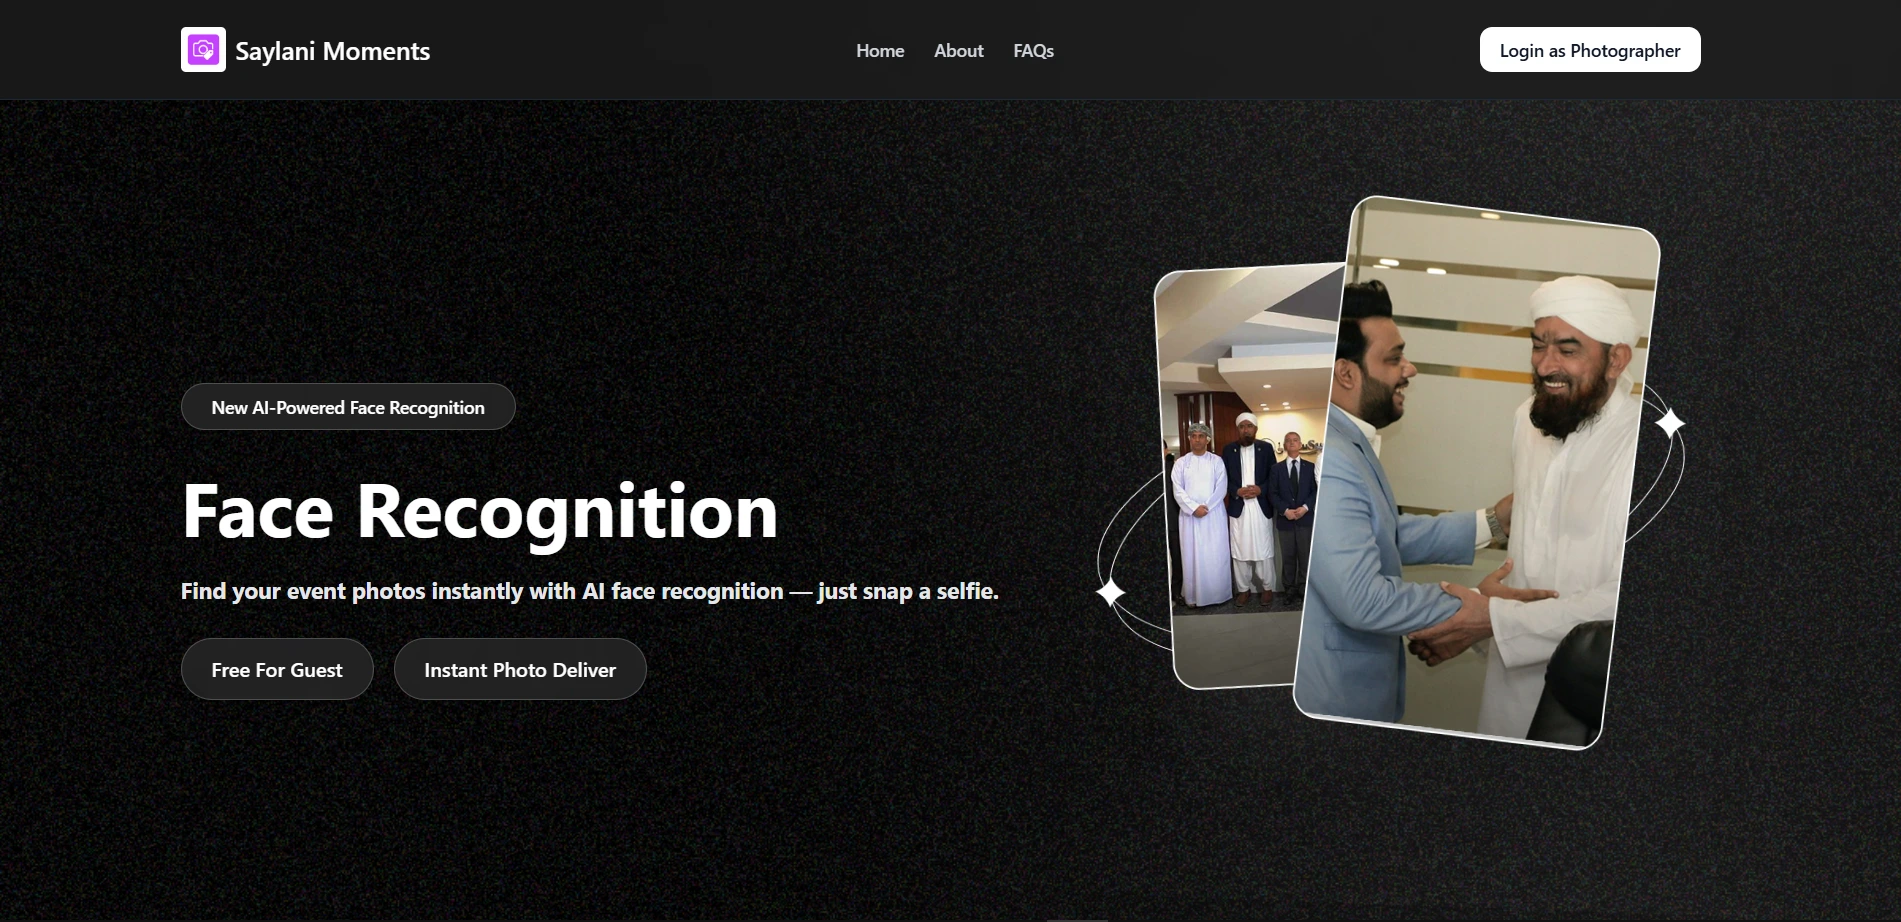 Saylani Moments
Home
About
FAQs
Login as Photographer
New AI-Powered Face Recognition
Face Recognition
Find your event photos instantly with AI face recognition — just snap a selfie.
Free For Guest
Instant Photo Deliver